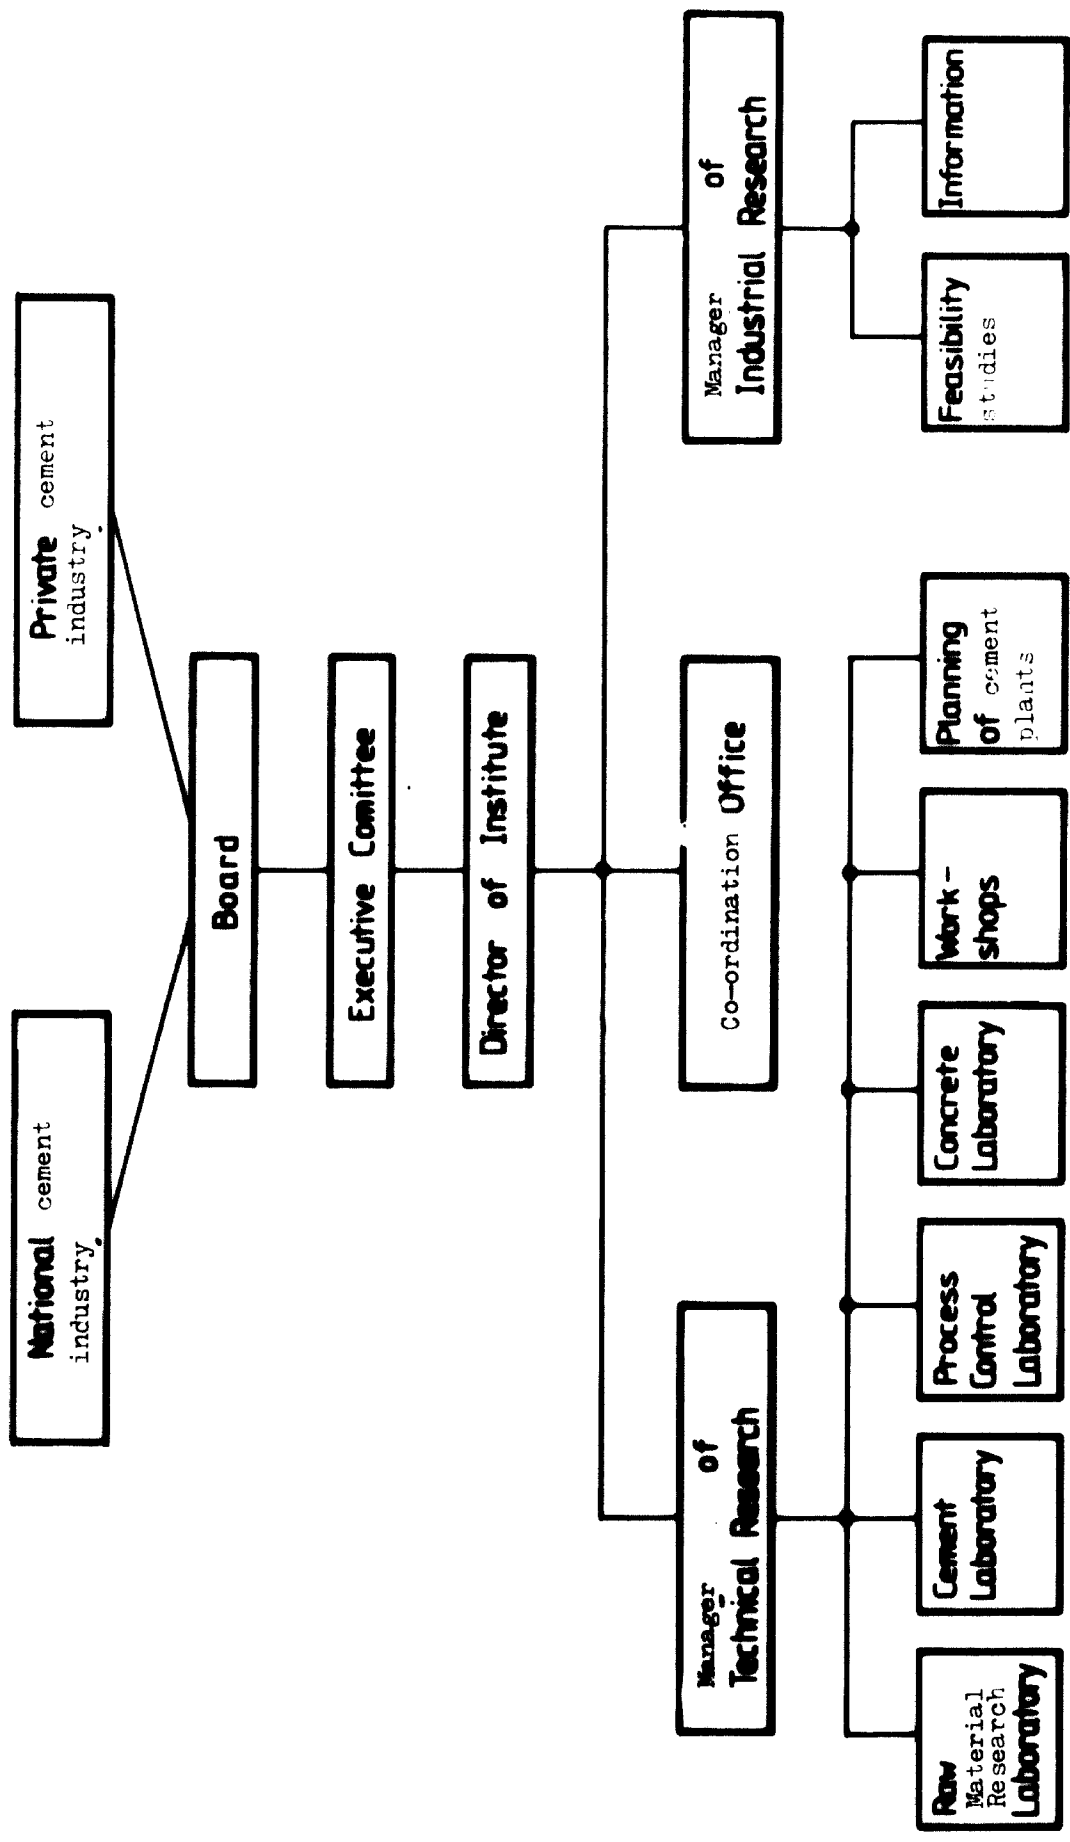 National cement
industry.
Private cement
industry.
Board
Executive Comittee
Director of Institute
Manager of
Technical Research
Co-ordination Office
Manager of
Industrial Research
Raw
Material
Research
Laboratory
Cement
Laboratory
Process
Control
Laboratory
Concrete
Laboratory
Work-
shops
Planning
of cement
plants
Feasibility
studies
Information